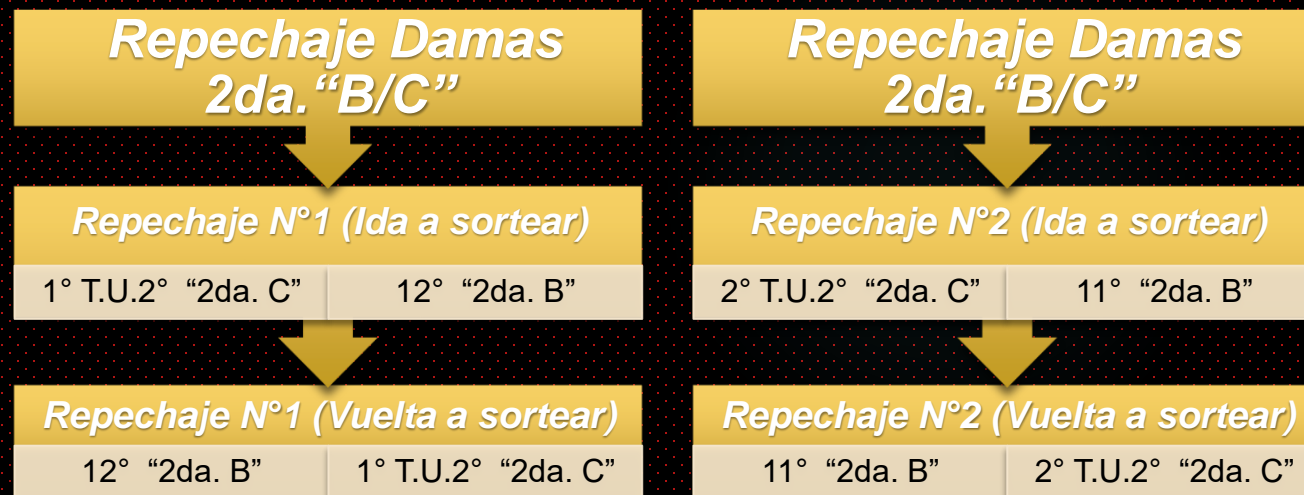 Repechaje Damas
2da.“B/C”
Repechaje N°1 (Ida a sortear)
1° T.U.2° “2da. C” 12° “2da. B”
Repechaje N°1 (Vuelta a sortear)
12° “2da. B” 1° T.U.2° “2da. C”
Repechaje Damas
2da.“B/C”
Repechaje N°2 (Ida a sortear)
2° T.U.2° “2da. C” 11° “2da. B”
Repechaje N°2 (Vuelta a sortear)
11° “2da. B” 2° T.U.2° “2da. C”